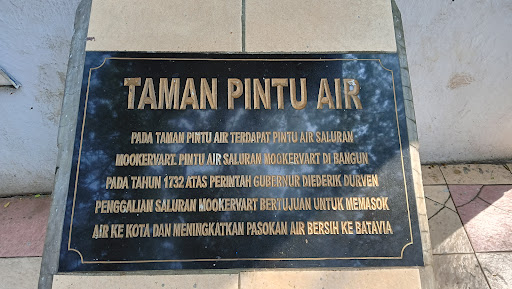 TAMAN PINTU AIR
PADA TAMAN PINTU AIR TERDAPAT PINTU AIR SALURAN
MOOKERVART. PINTU AIR SALURAN MOOKERVART DI BANGUN
PADA TAHUN 1732 ATAS PERINTAH GUBERNUR DIEDERIK DURVEN
PENGGALIAN SALURAN MOOKERVART BERTUJUAN UNTUK MEMASOK
AIR KE KOTA DAN MENINGKATKAN PASOKAN AIR BERSIH KE BATAVIA